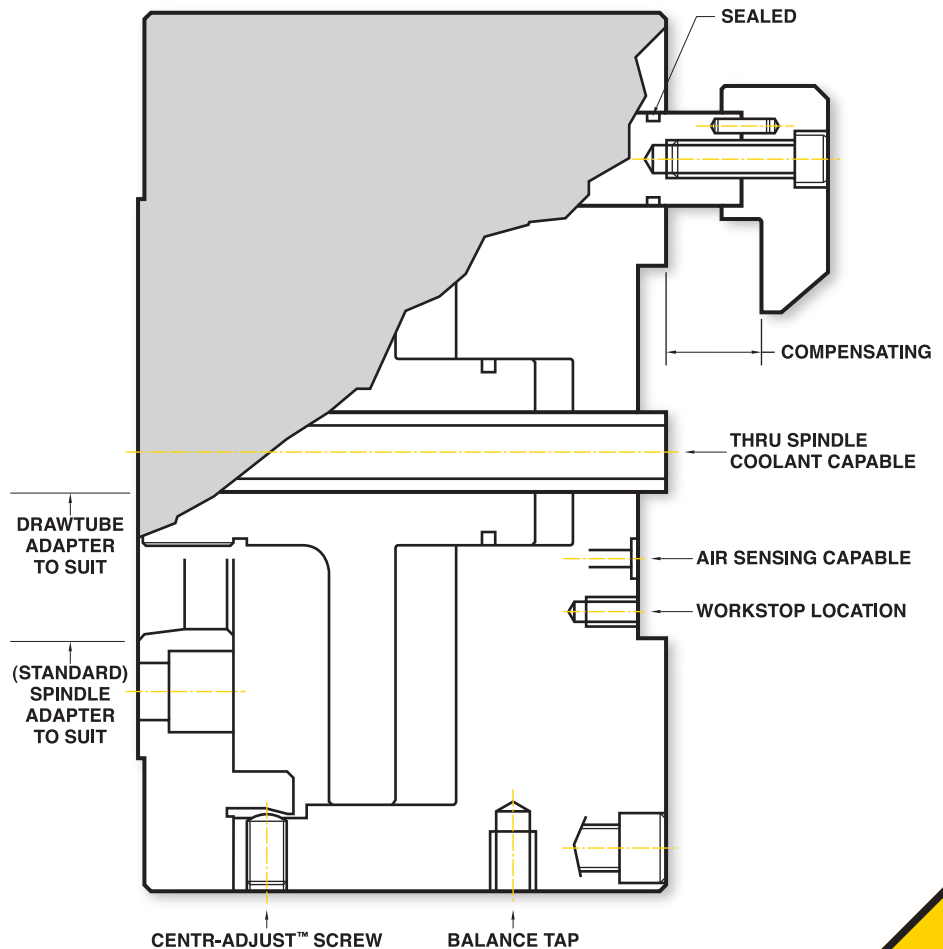 SEALED
COMPENSATING
THRU SPINDLE
COOLANT CAPABLE
DRAWTUBE
ADAPTER
TO SUIT
AIR SENSING CAPABLE
WORKSTOP LOCATION
(STANDARD)
SPINDLE
ADAPTER
TO SUIT
CENTR-ADJUST™ SCREW
BALANCE TAP